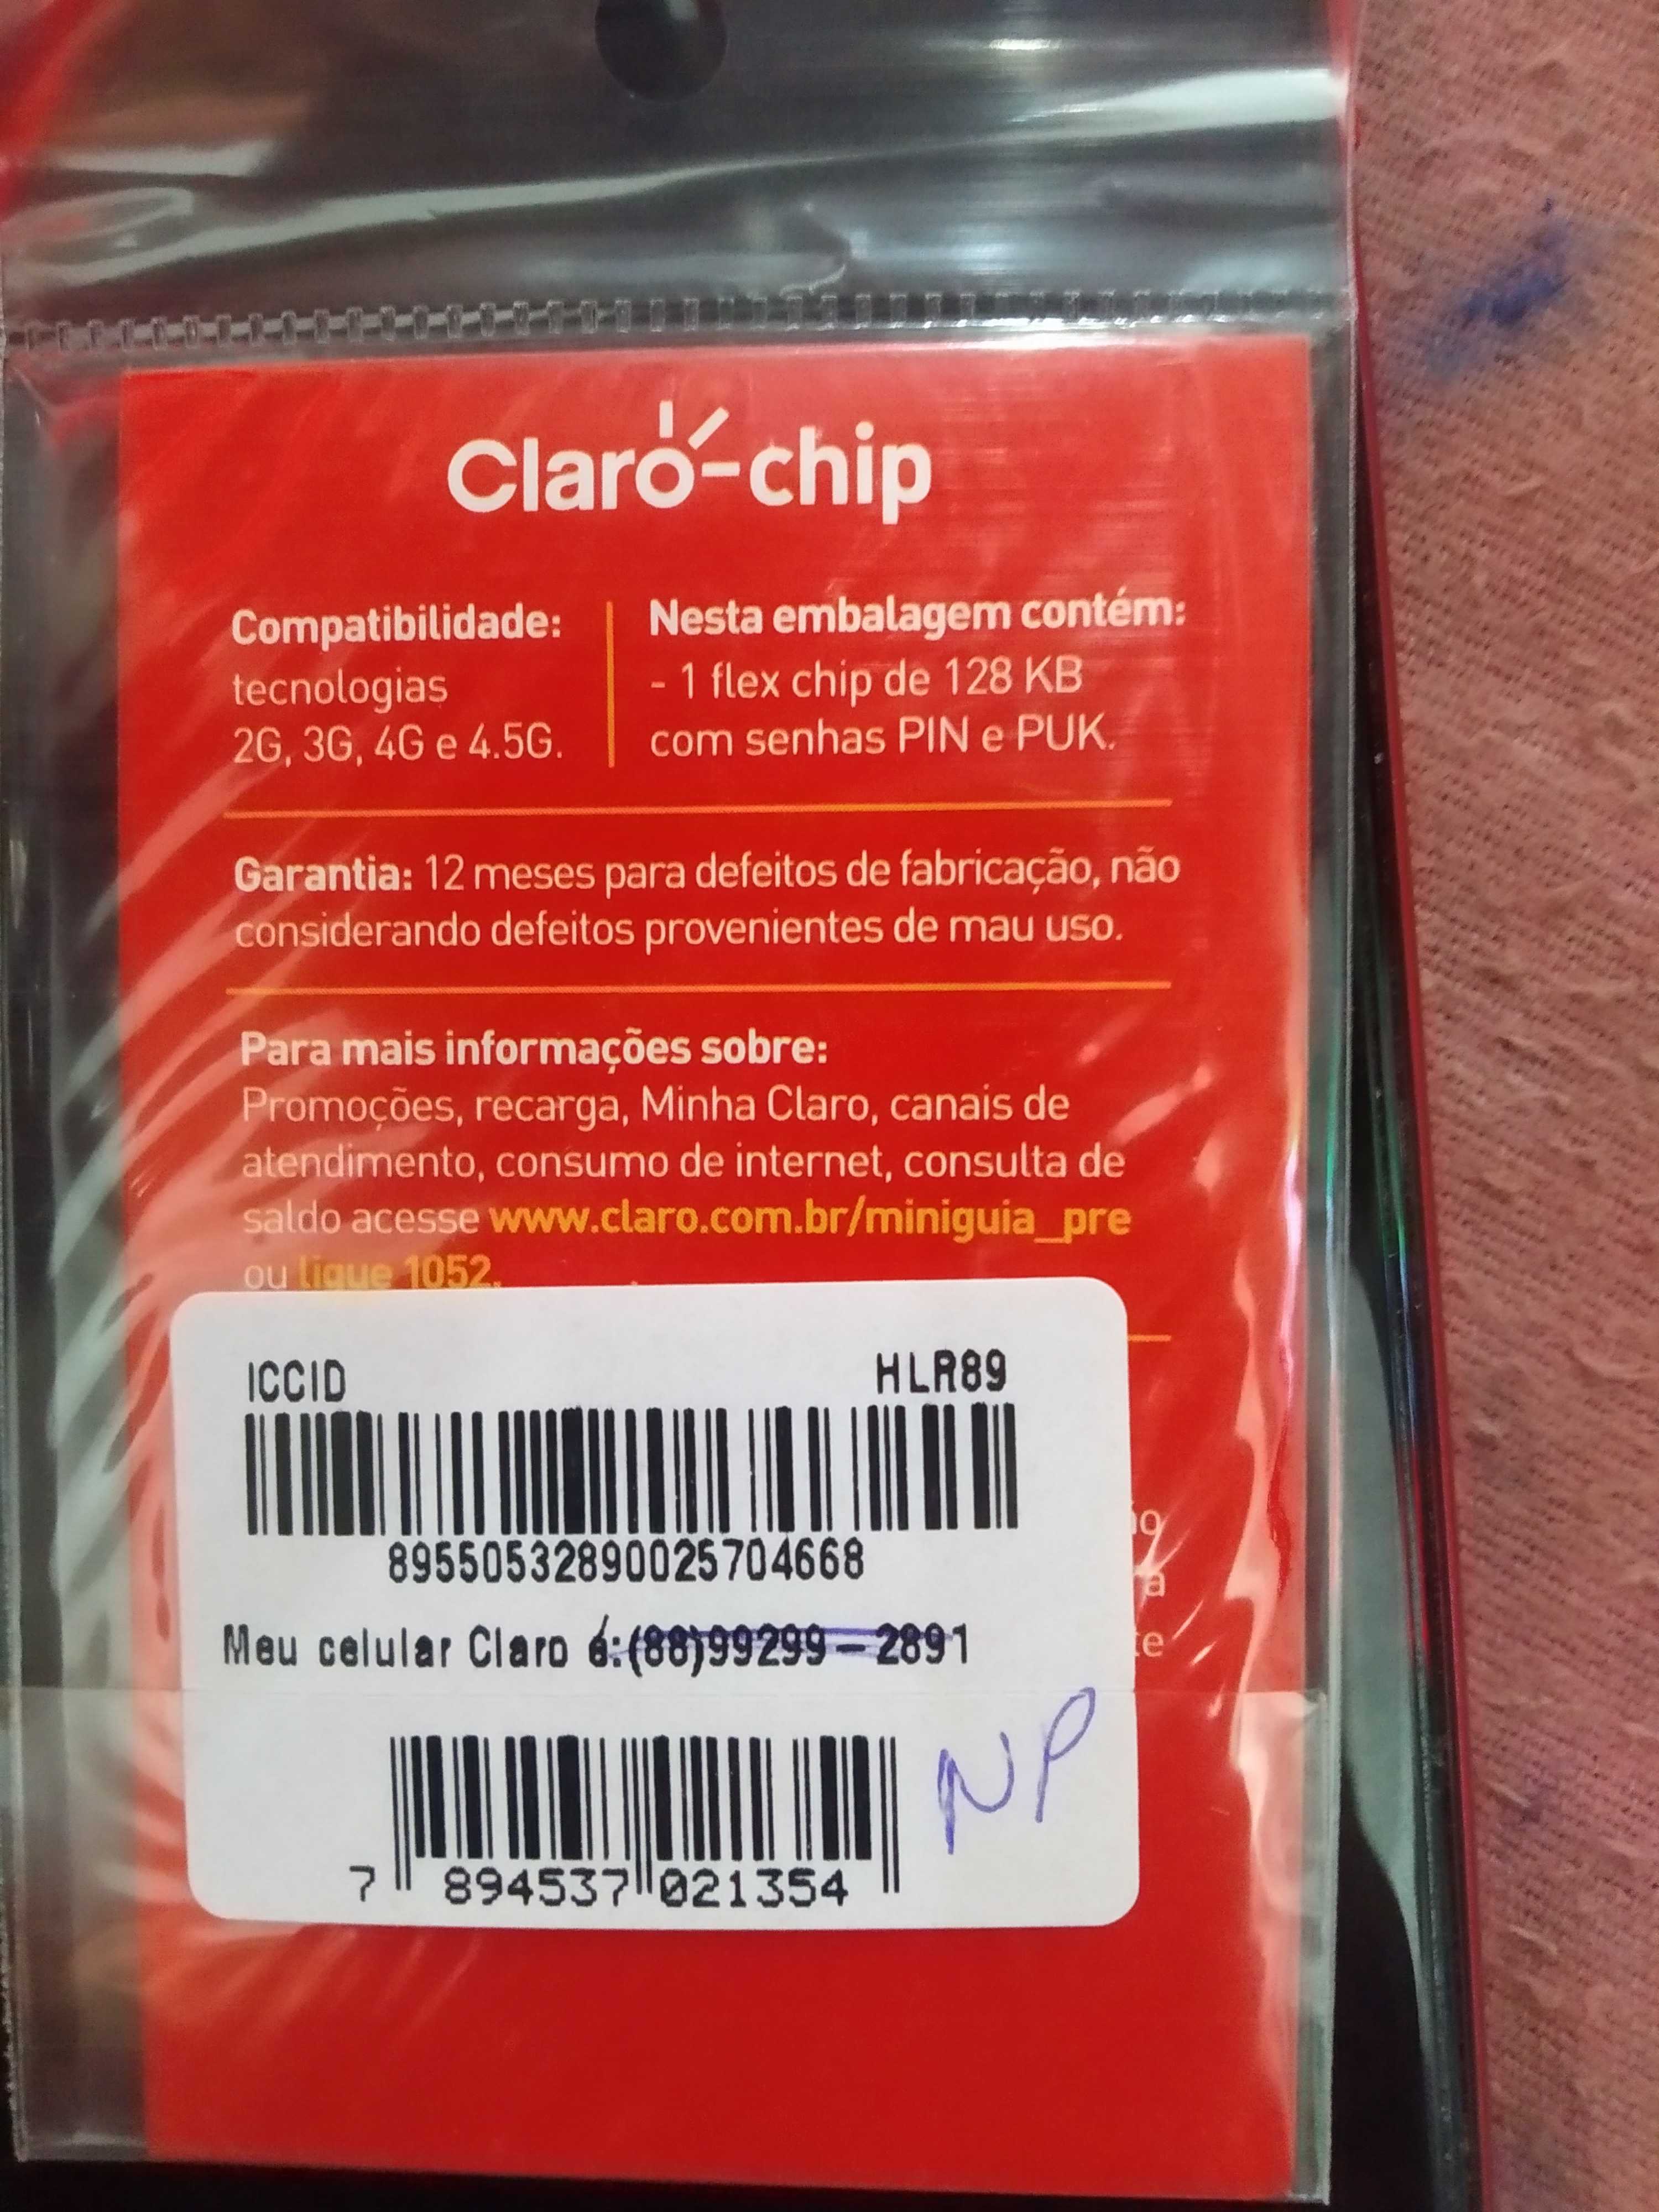 Claro-chip
Compatibilidade:
tecnologias
2G, 3G, 4G e 4.5G.
Nesta embalagem contém:
- 1 flex chip de 128 KB
com senhas PIN e PUK.
Garantia: 12 meses para defeitos de fabricação, não
considerando defeitos provenientes de mau uso.
Para mais informações sobre:
Promoções, recarga, Minha Claro, canais de
atendimento, consumo de internet, consulta de
saldo acesse www.claro.com.br/miniguia_pre
ou ligue 1052.
ICCID HLR89
89550532890025704668
Meu celular Claro é:(88)99299-2891
NP
7 894537 021354